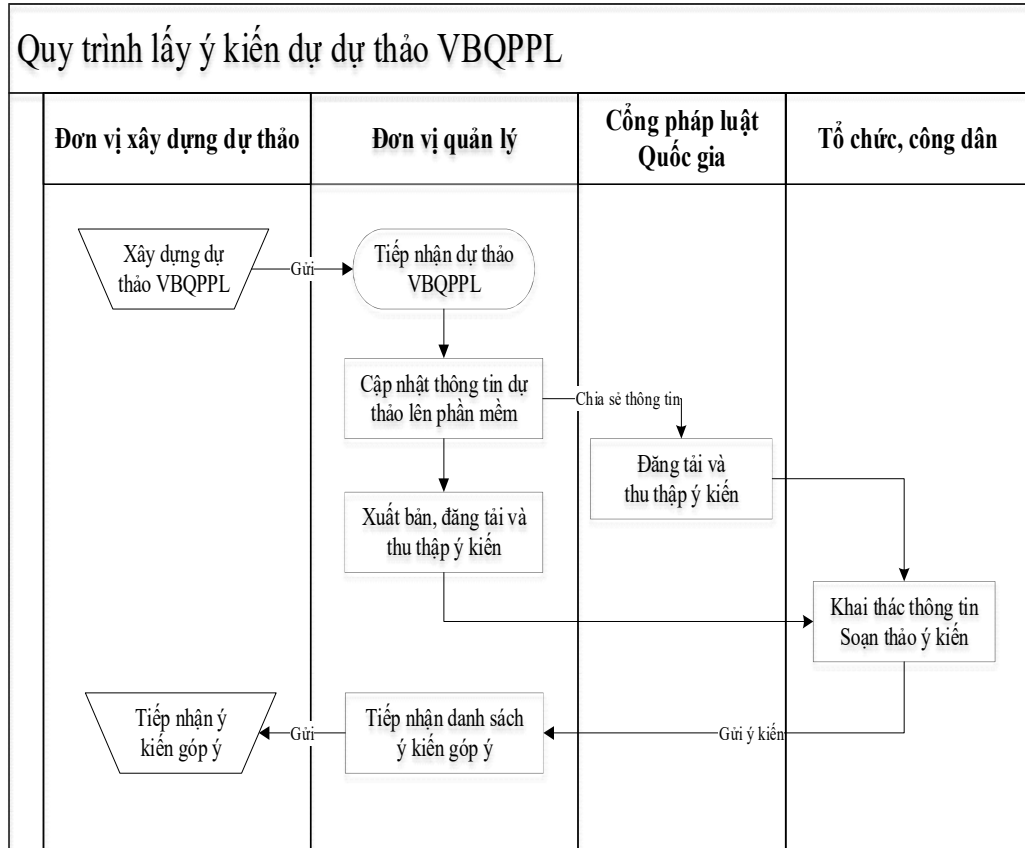 Quy trình lấy ý kiến dự dự thảo VBQPPL
Đơn vị xây dựng dự thảo
Đơn vị quản lý
Cổng pháp luật
Quốc gia
Tổ chức, công dân
Xây dựng dự
thảo VBQPPL
Gửi
Tiếp nhận dự thảo
VBQPPL
Cập nhật thông tin dự
thảo lên phần mềm
Chia sẻ thông tin
Đăng tải và
thu thập ý kiến
Xuất bản, đăng tải và
thu thập ý kiến
Khai thác thông tin
Soạn thảo ý kiến
Tiếp nhận ý
kiến góp ý
Gửi
Tiếp nhận danh sách
ý kiến góp ý
Gửi ý kiến